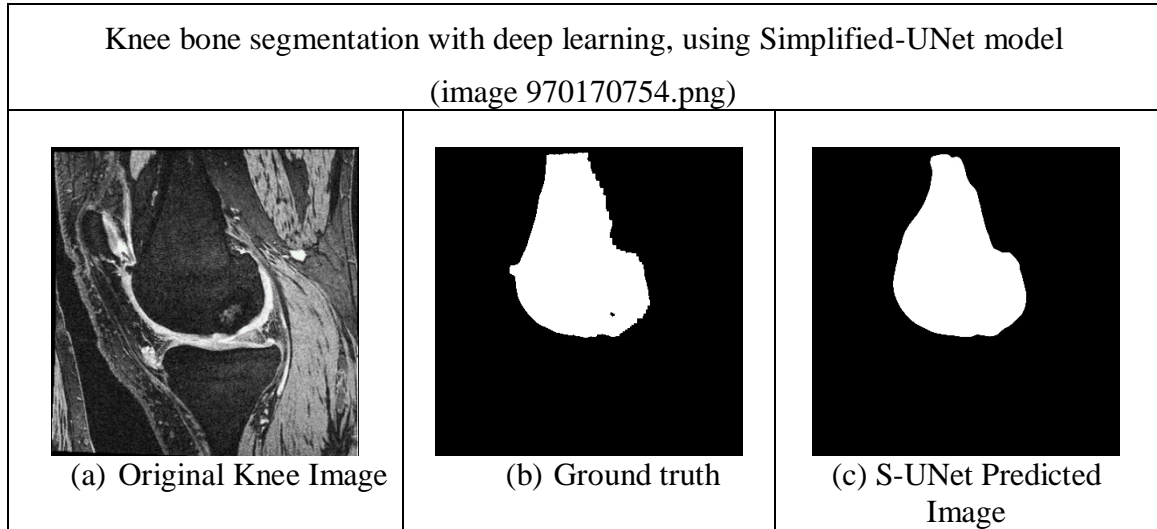 Knee bone segmentation with deep learning, using Simplified-UNet model
(image 970170754.png)
(a) Original Knee Image
(b) Ground truth
(c) S-UNet Predicted
Image